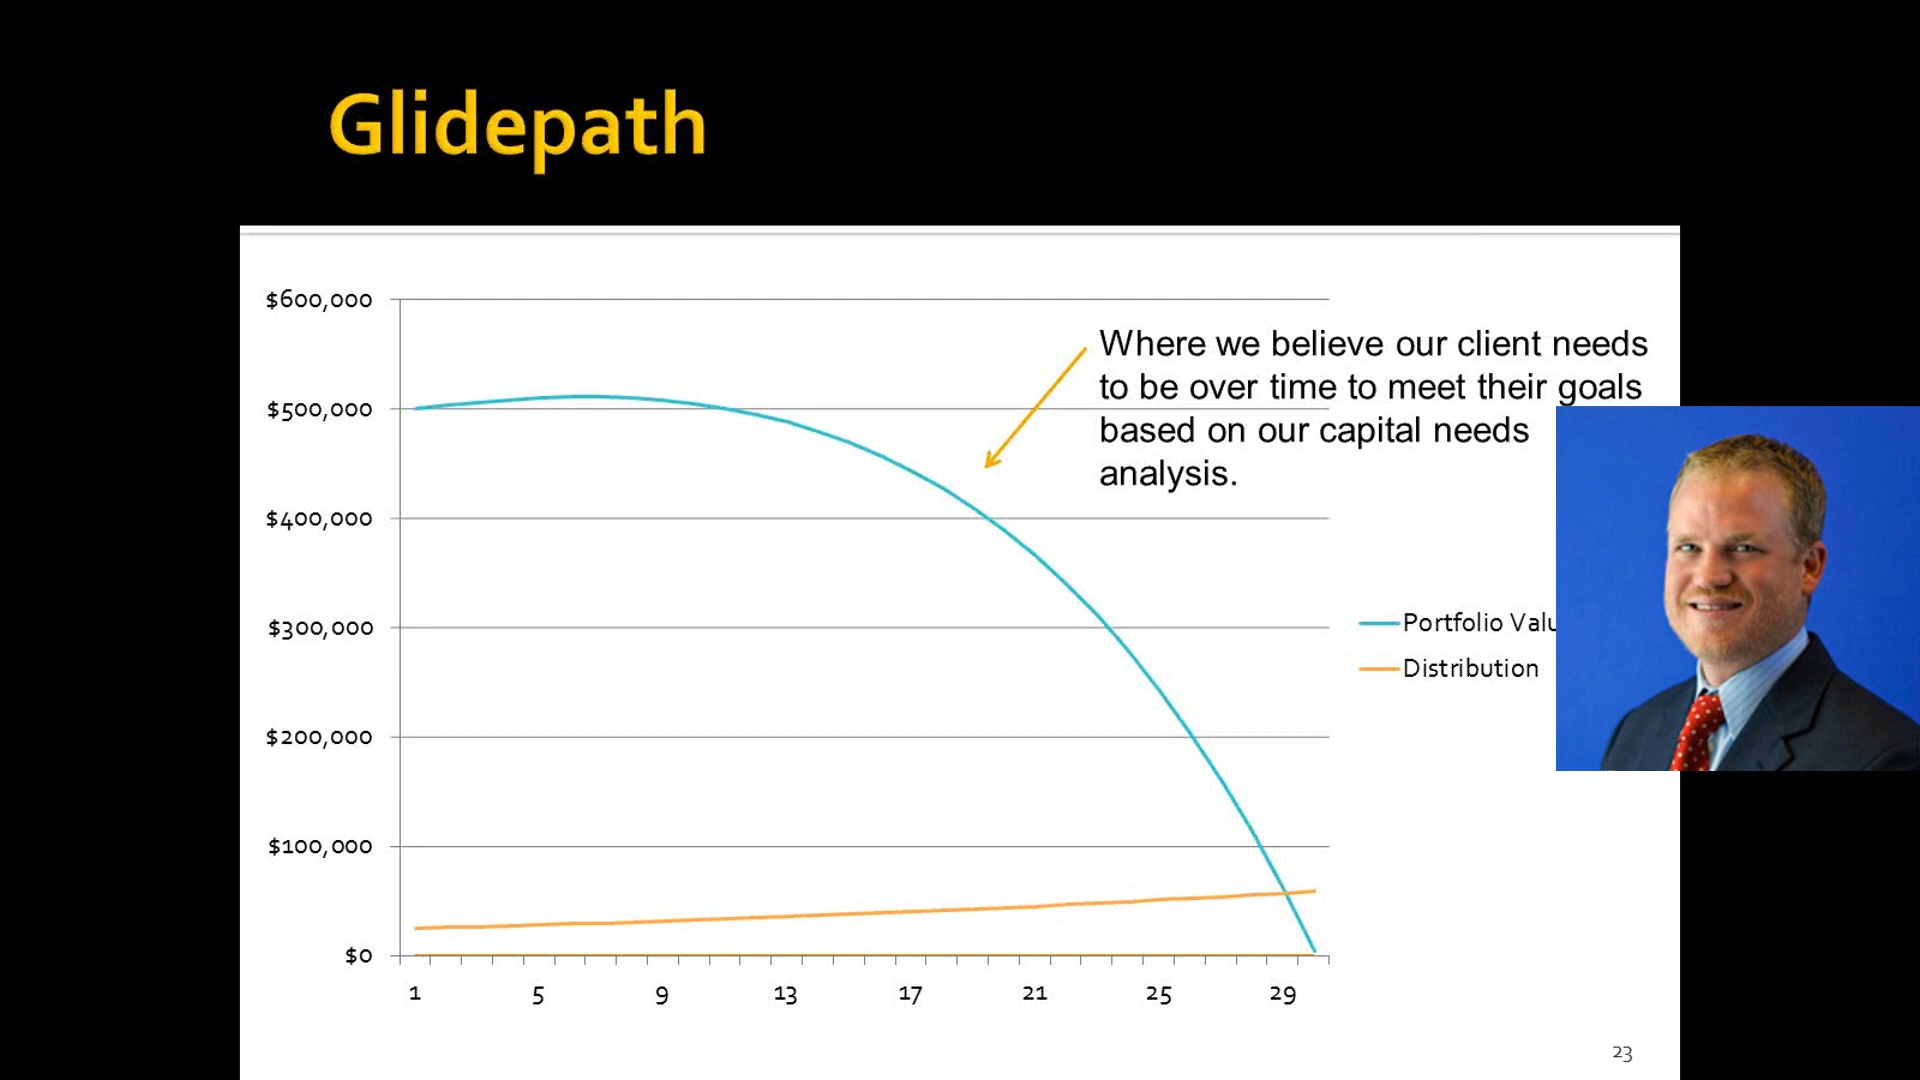 Glidepath
$600,000
$500,000
$400,000
$300,000
$200,000
$100,000
$0
1 5 9 13 17 21 25 29
Where we believe our client needs
to be over time to meet their goals
based on our capital needs
analysis.
Portfolio Valu
Distribution
23